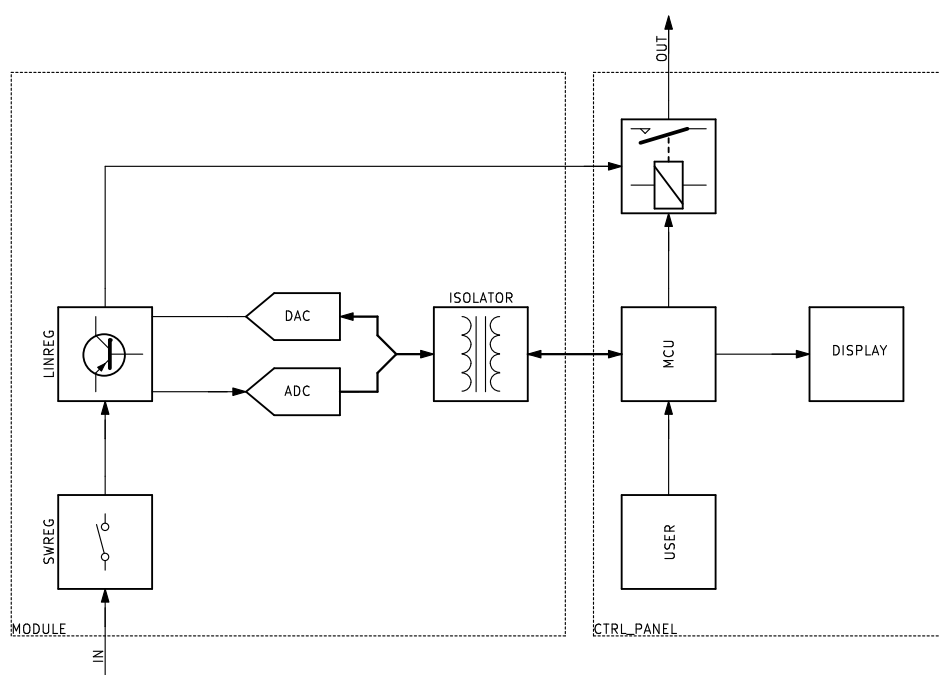 OUT
ISOLATOR
LINREG
DAC
ADC
MCU
DISPLAY
SWREG
USER
MODULE
CTRL_PANEL
IN